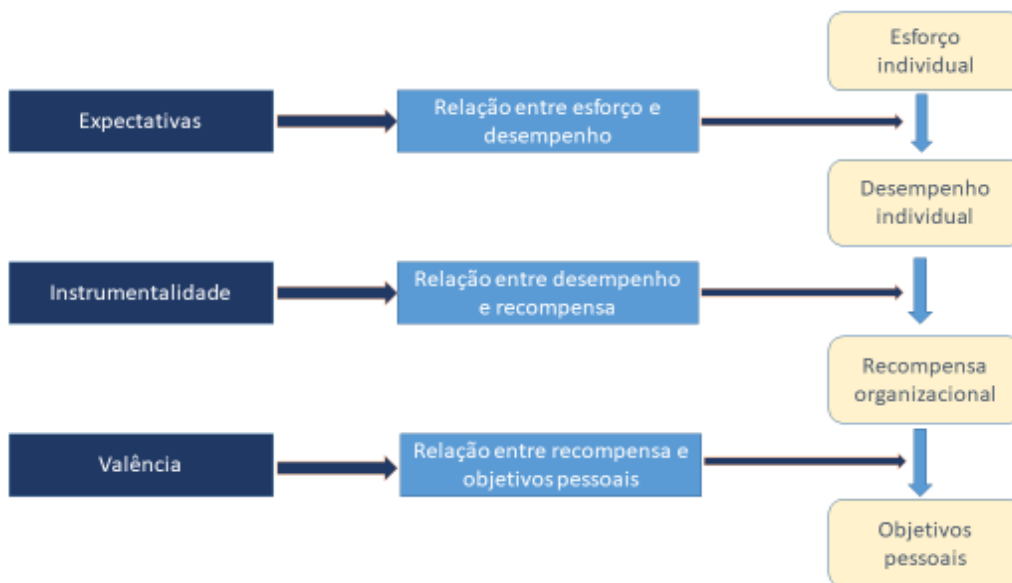 Esforço
individual
Expectativas
Relação entre esforço e
desempenho
Desempenho
individual
Instrumentalidade
Relação entre desempenho
e recompensa
Recompensa
organizacional
Valência
Relação entre recompensa e
objetivos pessoais
Objetivos
pessoais